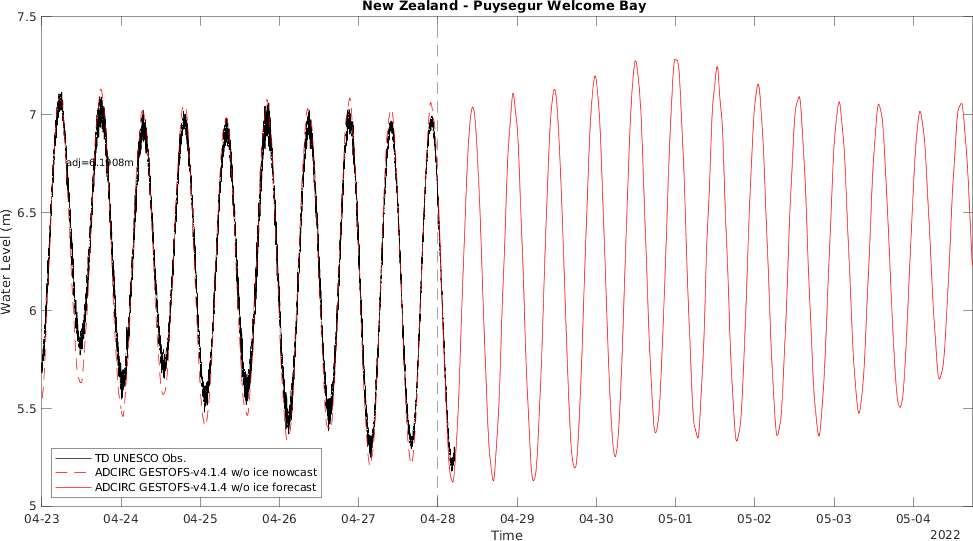 New Zealand - Puysegur Welcome Bay
7.5
7
6.5
6
5.5
5
Water Level (m)
adj=6.1908m
TD UNESCO Obs.
ADCIRC GESTOFS-v4.1.4 w/o ice nowcast
ADCIRC GESTOFS-v4.1.4 w/o ice forecast
04-23 04-24 04-25 04-26 04-27 04-28 04-29 04-30 05-01 05-02 05-03 05-04
Time
2022